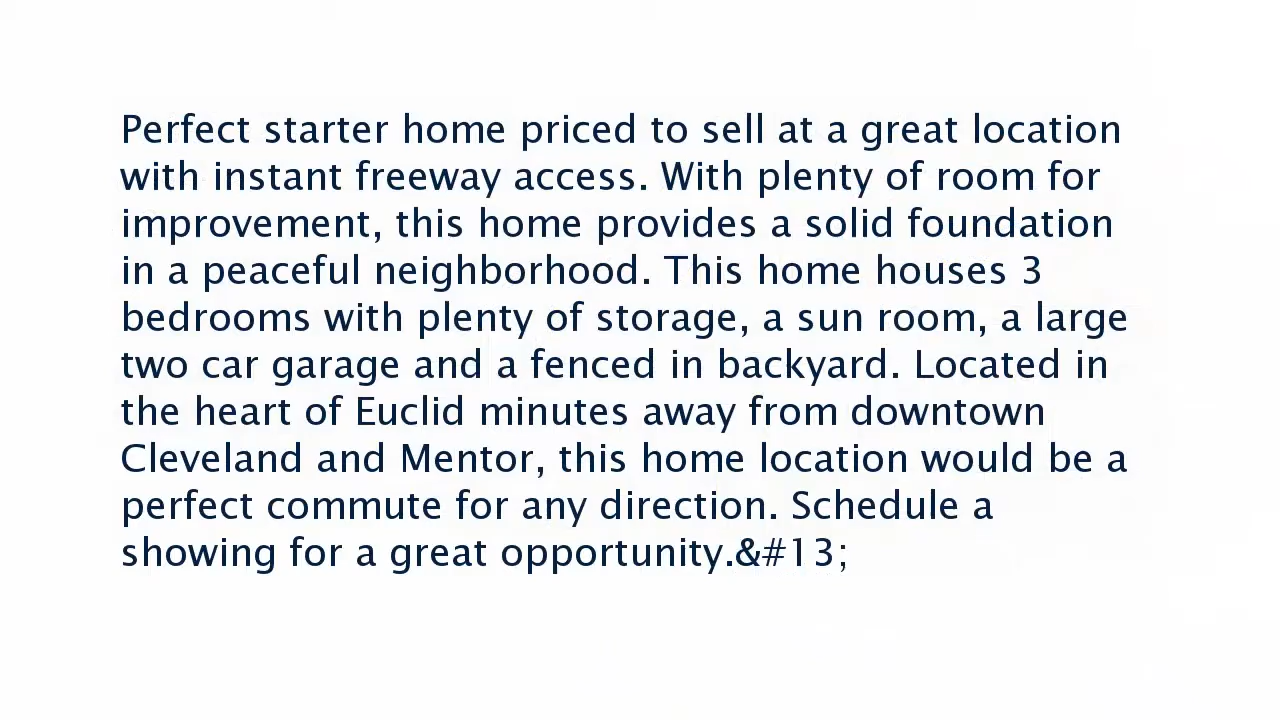 Perfect starter home priced to sell at a great location
with instant freeway access. With plenty of room for
improvement, this home provides a solid foundation
in a peaceful neighborhood. This home houses 3
bedrooms with plenty of storage, a sun room, a large
two car garage and a fenced in backyard. Located in
the heart of Euclid minutes away from downtown
Cleveland and Mentor, this home location would be a
perfect commute for any direction. Schedule a
showing for a great opportunity.&#13;